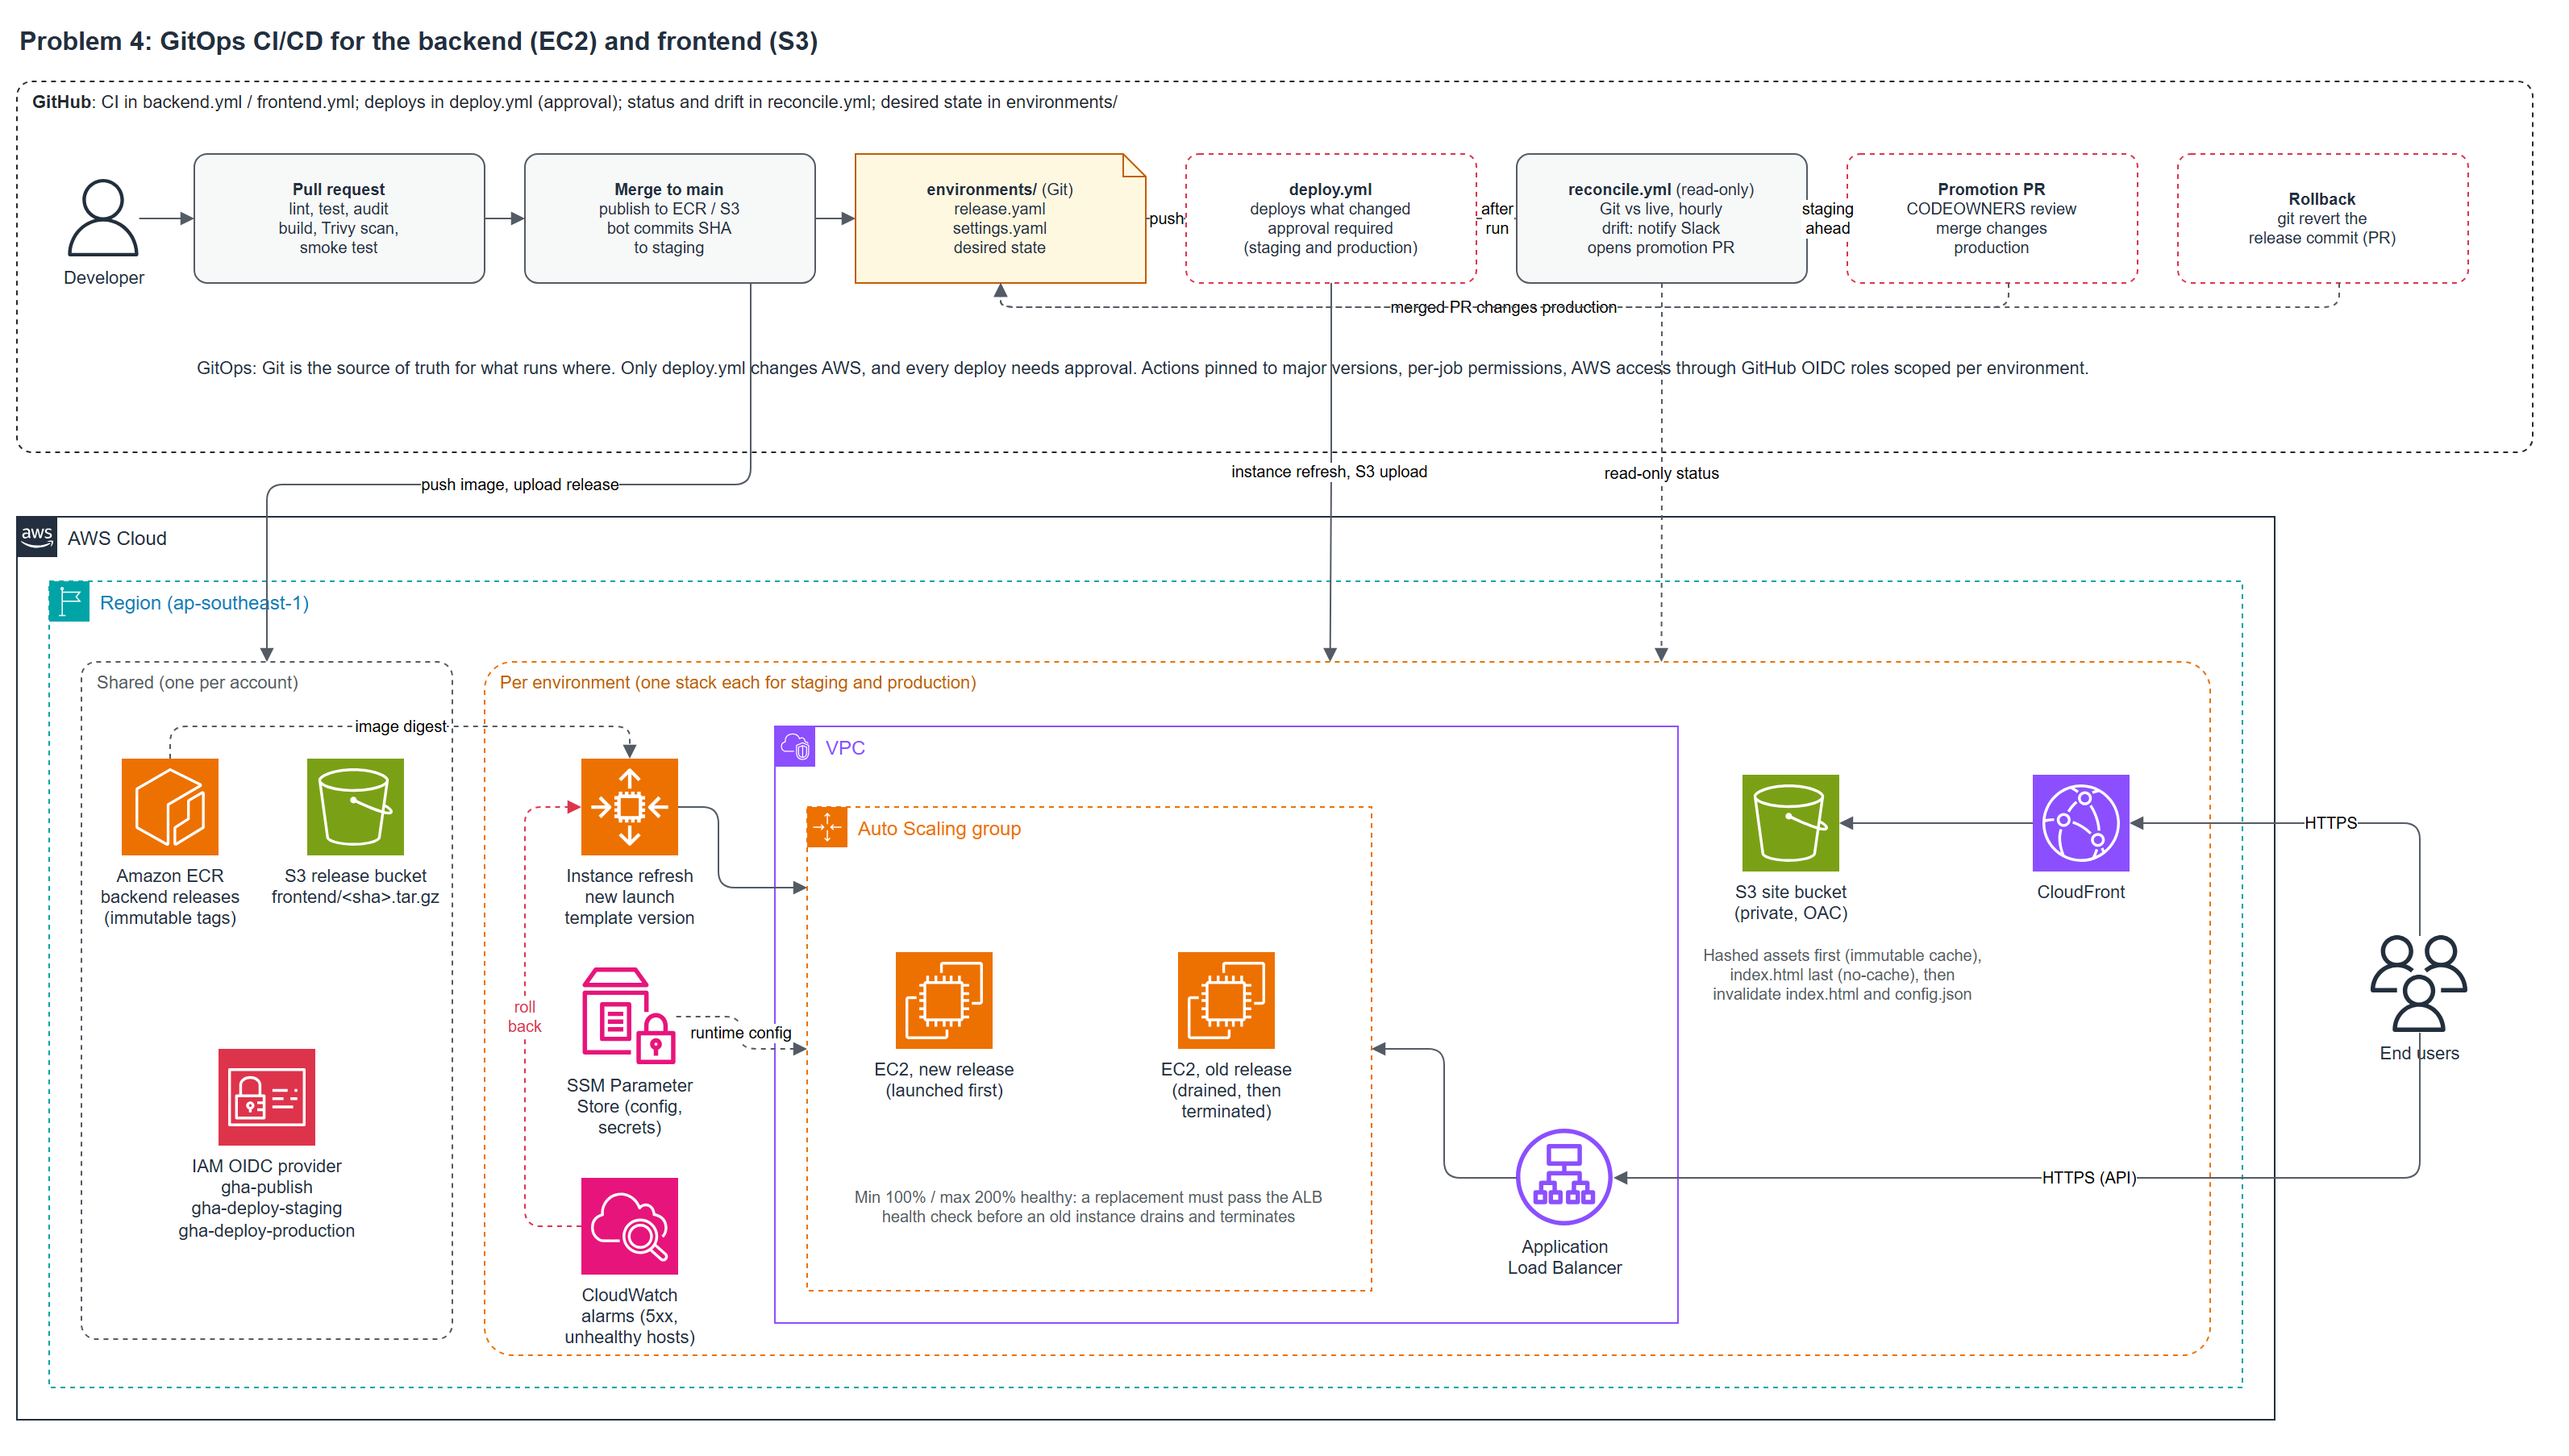 Problem 4: GitOps CI/CD for the backend (EC2) and frontend (S3)
GitHub: CI in backend.yml / frontend.yml; deploys in deploy.yml (approval); status and drift in reconcile.yml; desired state in environments/
Developer
Pull request
lint, test, audit
build, Trivy scan,
smoke test
Merge to main
publish to ECR / S3
bot commits SHA
to staging
environments/ (Git)
release.yaml
settings.yaml
desired state
push
deploy.yml
deploys what changed
approval required
(staging and production)
after
run
reconcile.yml (read-only)
Git vs live, hourly
drift: notify Slack
opens promotion PR
staging
ahead
Promotion PR
CODEOWNERS review
merge changes
production
Rollback
git revert the
release commit (PR)
merged PR changes production
GitOps: Git is the source of truth for what runs where. Only deploy.yml changes AWS, and every deploy needs approval. Actions pinned to major versions, per-job permissions, AWS access through GitHub OIDC roles scoped per environment.
push image, upload release
instance refresh, S3 upload
read-only status
aws
AWS Cloud
Region (ap-southeast-1)
Shared (one per account)
image digest
Amazon ECR
backend releases
(immutable tags)
S3 release bucket
frontend/<sha>.tar.gz
IAM OIDC provider
gha-publish
gha-deploy-staging
gha-deploy-production
Per environment (one stack each for staging and production)
Instance refresh
new launch
template version
roll
back
SSM Parameter
Store (config,
secrets)
runtime config
CloudWatch
alarms (5xx,
unhealthy hosts)
VPC
Auto Scaling group
EC2, new release
(launched first)
EC2, old release
(drained, then
terminated)
Min 100% / max 200% healthy: a replacement must pass the ALB
health check before an old instance drains and terminates
Application
Load Balancer
S3 site bucket
(private, OAC)
Hashed assets first (immutable cache),
index.html last (no-cache), then
invalidate index.html and config.json
CloudFront
HTTPS
End users
HTTPS (API)